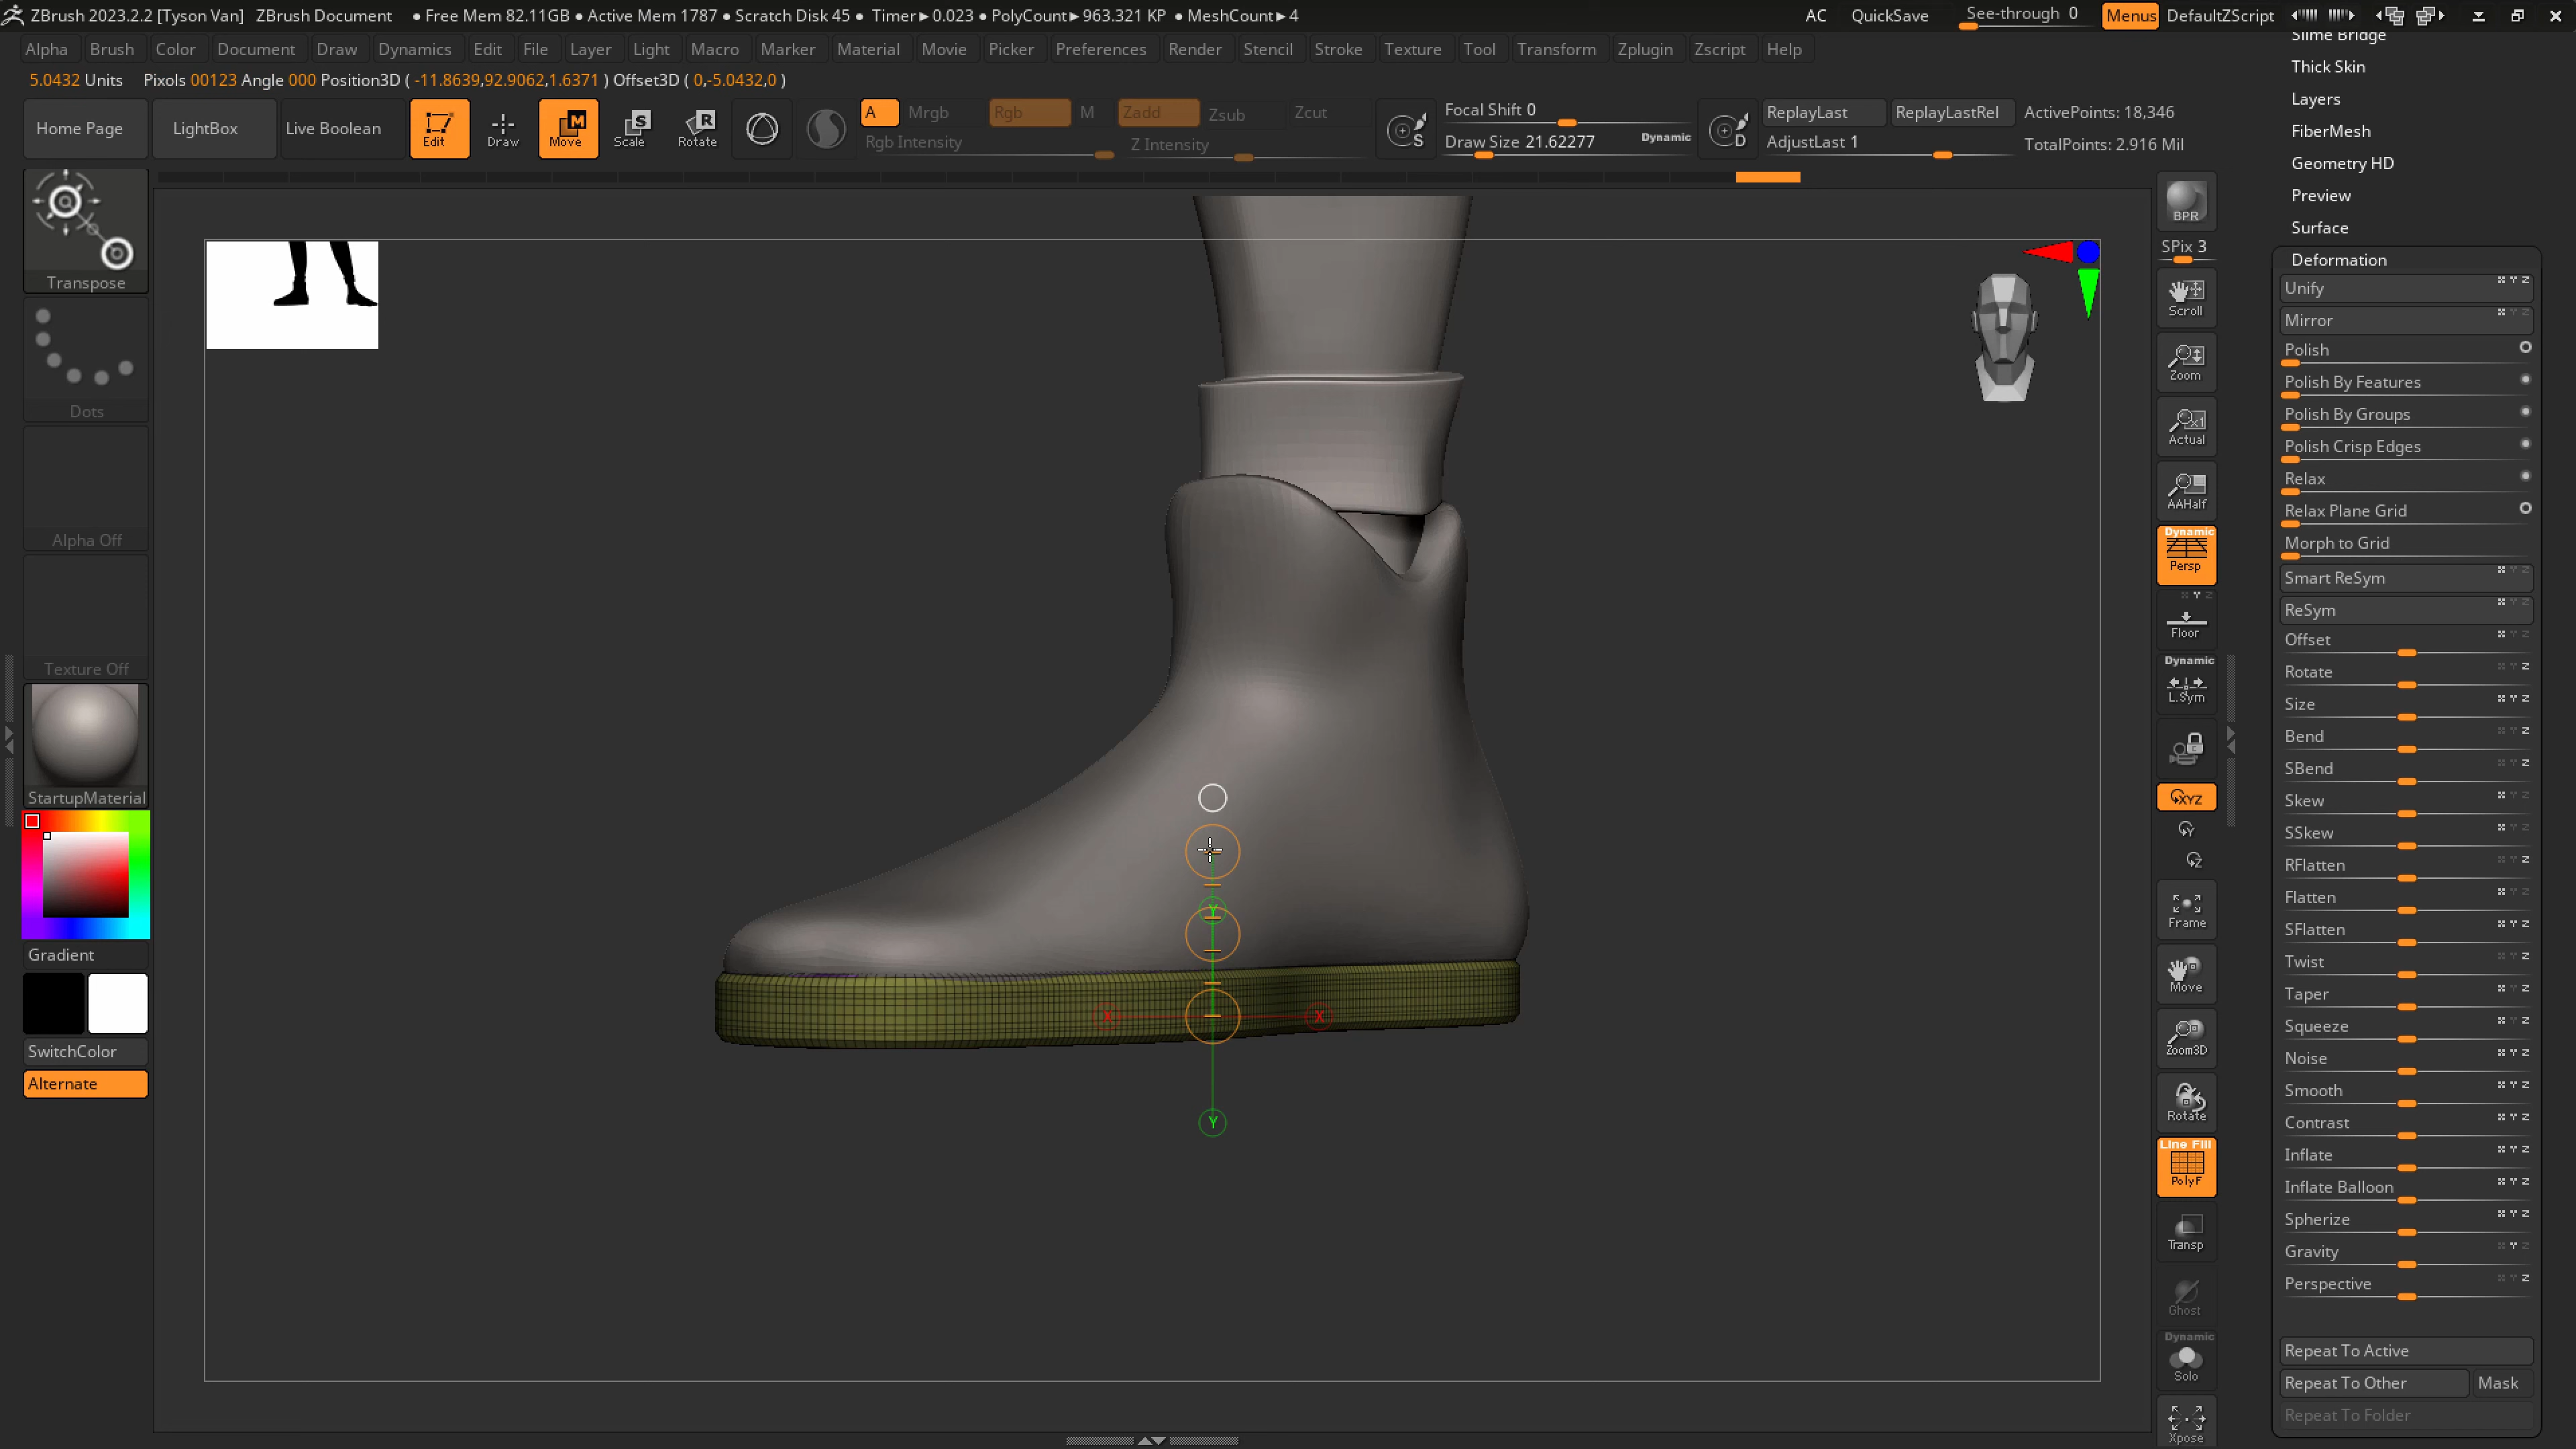 ZBrush 2023.2.2 [Tyson Van] ZBrush Document ● Free Mem 82.11GB ● Active Mem 1787 ● Scratch Disk 45 ● Timer►0.023 ● PolyCount►963.321 KP ● MeshCount►4 AC QuickSave See-through 0 Menus DefaultZScript
Alpha Brush Color Document Draw Dynamics Edit File Layer Light Macro Marker Material Movie Picker Preferences Render Stencil Stroke Texture Tool Transform Zplugin Zscript Help
5.0432 Units Pixols 00123 Angle 000 Position3D ( -11.8639,92.9062,1.6371 ) Offset3D ( 0,-5.0432,0 )
Home Page LightBox Live Boolean Edit Draw Move Scale Rotate
M S R
A Mrgb Rgb M Zadd Zsub Zcut
Rgb Intensity Z Intensity
S Focal Shift 0
Draw Size 21.62277 Dynamic
D ReplayLast ReplayLastRel ActivePoints: 18,346
AdjustLast 1 TotalPoints: 2.916 Mil
Transpose
Dots
Alpha Off
Texture Off
StartupMaterial
Gradient
SwitchColor
Alternate
Y
X X
Y
BPR
SPix 3
Scroll
Zoom
Actual
AAHalf
Dynamic
Persp
Floor
Dynamic
L.Sym
XYZ
Y
Z
Frame
Move
Zoom3D
Rotate
Line Fill
PolyF
Transp
Ghost
Dynamic
Solo
Xpose
Slime Bridge
Thick Skin
Layers
FiberMesh
Geometry HD
Preview
Surface
Deformation
Unify
Mirror
Polish
Polish By Features
Polish By Groups
Polish Crisp Edges
Relax
Relax Plane Grid
Morph to Grid
Smart ReSym
ReSym
Offset
Rotate
Size
Bend
SBend
Skew
SSkew
RFlatten
Flatten
SFlatten
Twist
Taper
Squeeze
Noise
Smooth
Contrast
Inflate
Inflate Balloon
Spherize
Gravity
Perspective
Repeat To Active
Repeat To Other Mask
Repeat To Folder